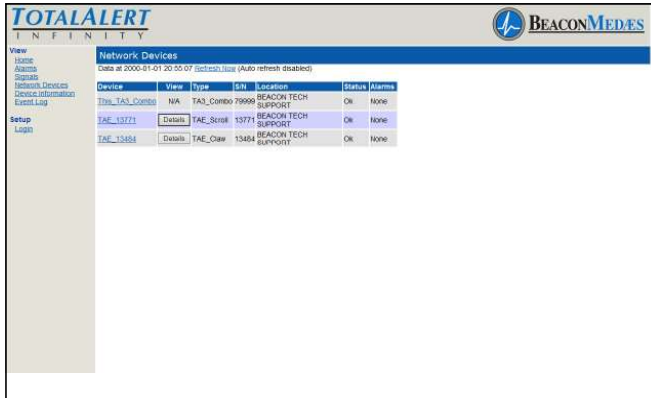 TOTALALERT
INFINITY
BEACONMEDÆS
View
Home
Alarms
Signals
Network Devices
Device Information
Event Log
Setup
Login
Network Devices
Data at 2000-01-01 20:55:07 Refresh Now (Auto refresh disabled)
Device View Type S/N Location Status Alarms
This_TA3_Combo N/A TA3_Combo 79999 BEACON TECH SUPPORT Ok None
TAE_13771 Details TAE_Scroll 13771 BEACON TECH SUPPORT Ok None
TAE_13484 Details TAE_Claw 13484 BEACON TECH SUPPORT Ok None